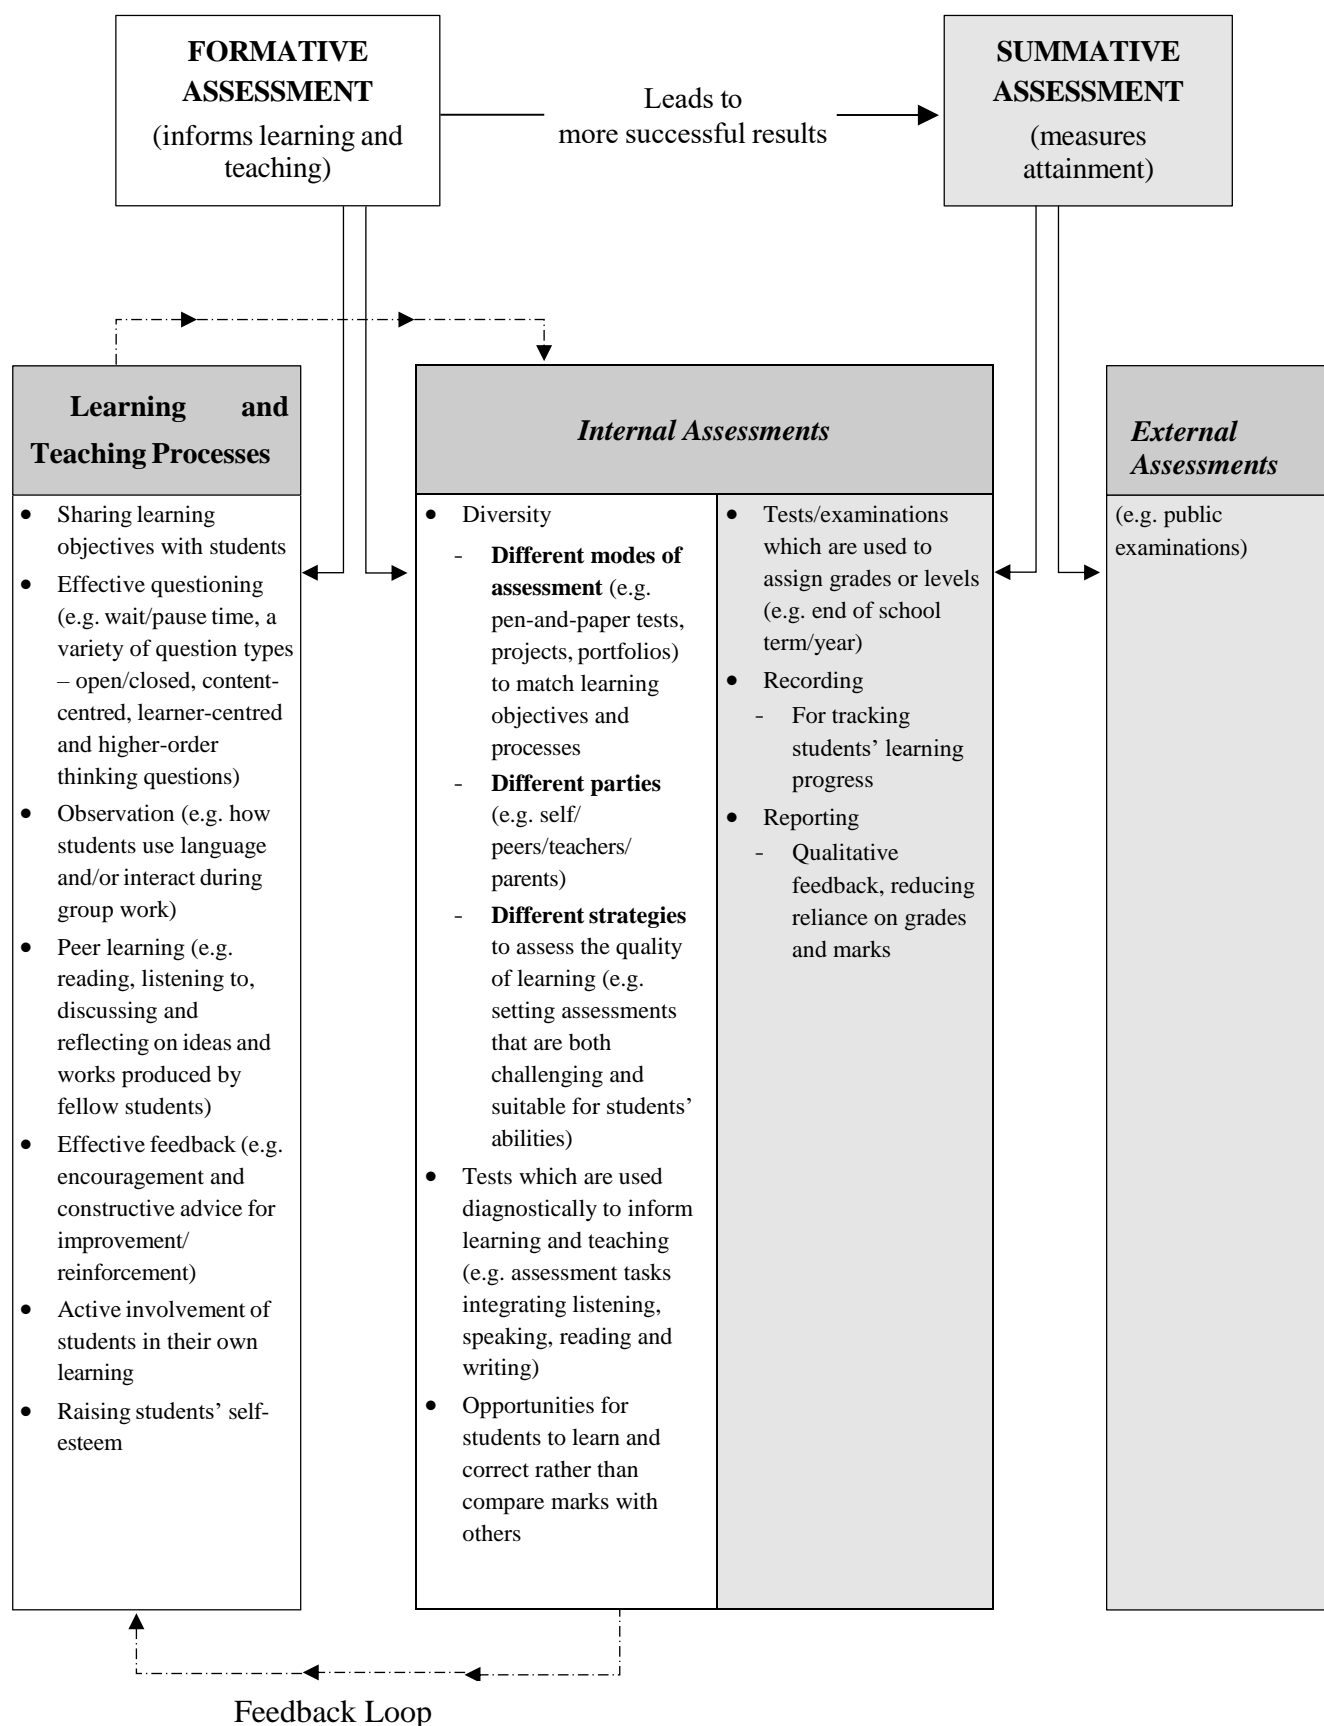 FORMATIVE
ASSESSMENT
(informs learning and
teaching)
Leads to
more successful results
SUMMATIVE
ASSESSMENT
(measures
attainment)
Learning and
Teaching Processes
● Sharing learning
objectives with students
● Effective questioning
(e.g. wait/pause time, a
variety of question types
– open/closed, content-
centred, learner-centred
and higher-order
thinking questions)
● Observation (e.g. how
students use language
and/or interact during
group work)
● Peer learning (e.g.
reading, listening to,
discussing and
reflecting on ideas and
works produced by
fellow students)
● Effective feedback (e.g.
encouragement and
constructive advice for
improvement/
reinforcement)
● Active involvement of
students in their own
learning
● Raising students’ self-
esteem
Internal Assessments
● Diversity
- Different modes of
assessment (e.g.
pen-and-paper tests,
projects, portfolios)
to match learning
objectives and
processes
- Different parties
(e.g. self/
peers/teachers/
parents)
- Different strategies
to assess the quality
of learning (e.g.
setting assessments
that are both
challenging and
suitable for students’
abilities)
● Tests which are used
diagnostically to inform
learning and teaching
(e.g. assessment tasks
integrating listening,
speaking, reading and
writing)
● Opportunities for
students to learn and
correct rather than
compare marks with
others
● Tests/examinations
which are used to
assign grades or levels
(e.g. end of school
term/year)
● Recording
- For tracking
students’ learning
progress
● Reporting
- Qualitative
feedback, reducing
reliance on grades
and marks
External
Assessments
(e.g. public
examinations)
Feedback Loop